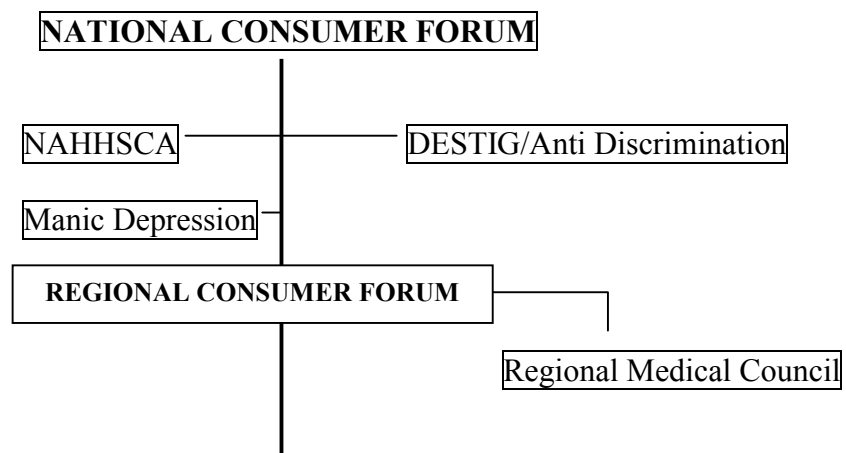 NATIONAL CONSUMER FORUM
NAHHSCA
DESTIG/Anti Discrimination
Manic Depression
REGIONAL CONSUMER FORUM
Regional Medical Council